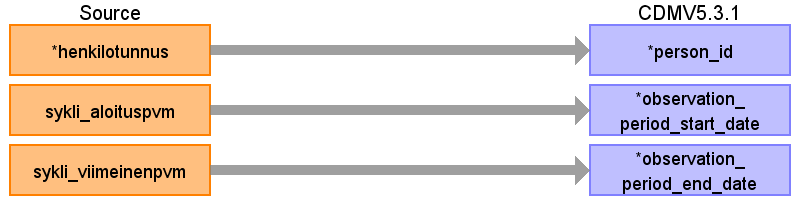 Source
CDMV5.3.1
*henkilotunnus
*person_id
sykli_aloituspvm
*observation_
period_start_date
sykli_viimeinenpvm
*observation_
period_end_date